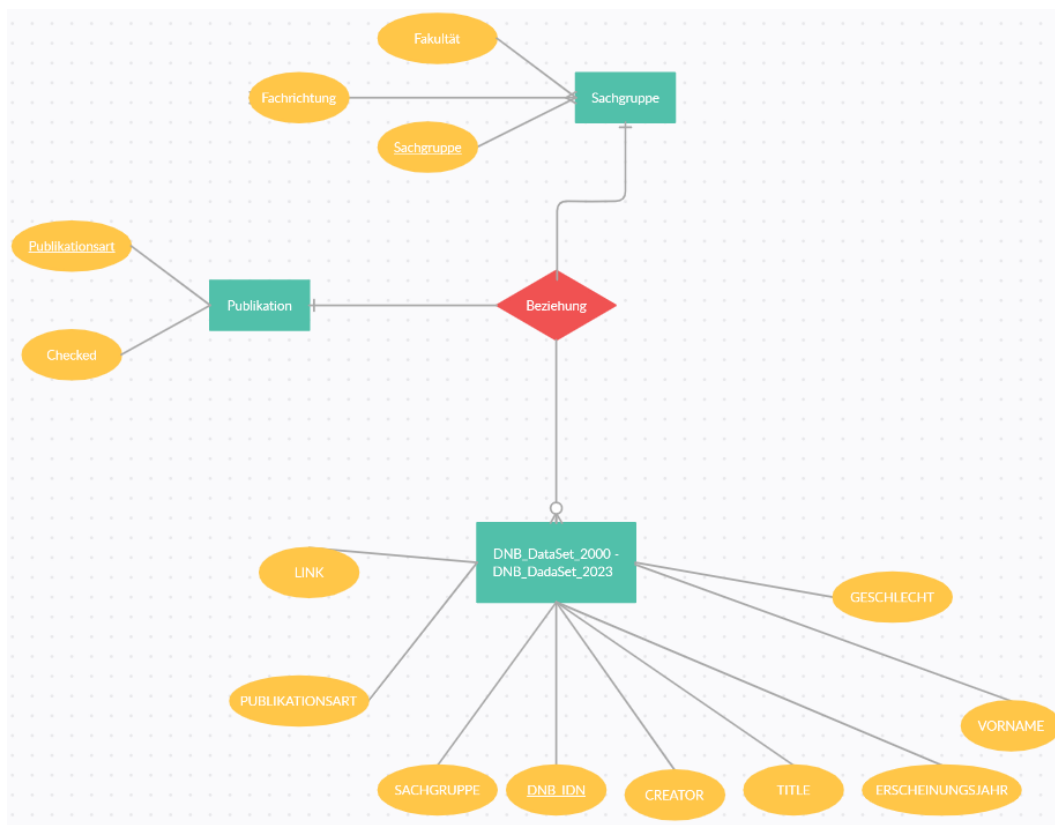 Fakultät
Fachrichtung
Sachgruppe
Sachgruppe
Publikationsart
Publikation
Beziehung
Checked
DNB_DataSet_2000 -
DNB_DadaSet_2023
LINK
GESCHLECHT
PUBLIKATIONSART
VORNAME
SACHGRUPPE
DNB_IDN
CREATOR
TITLE
ERSCHEINUNGSJAHR